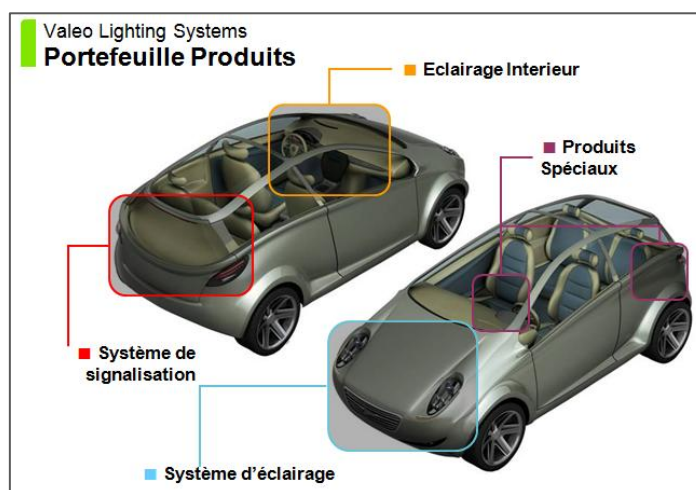 Valeo Lighting Systems
Portefeuille Produits
Eclairage Interieur
Produits
Spéciaux
Système de
signalisation
Système d'éclairage